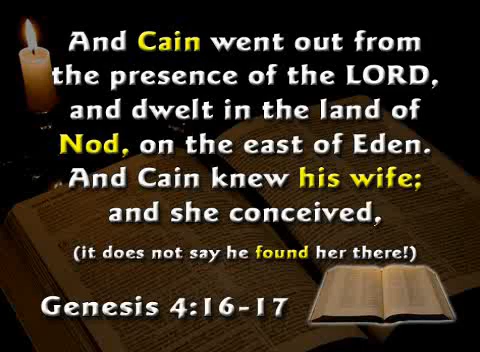 And Cain went out from
the presence of the LORD,
and dwelt in the land of
Nod, on the east of Eden.
And Cain knew his wife;
and she conceived,
(it does not say he found her there!)
Genesis 4:16-17